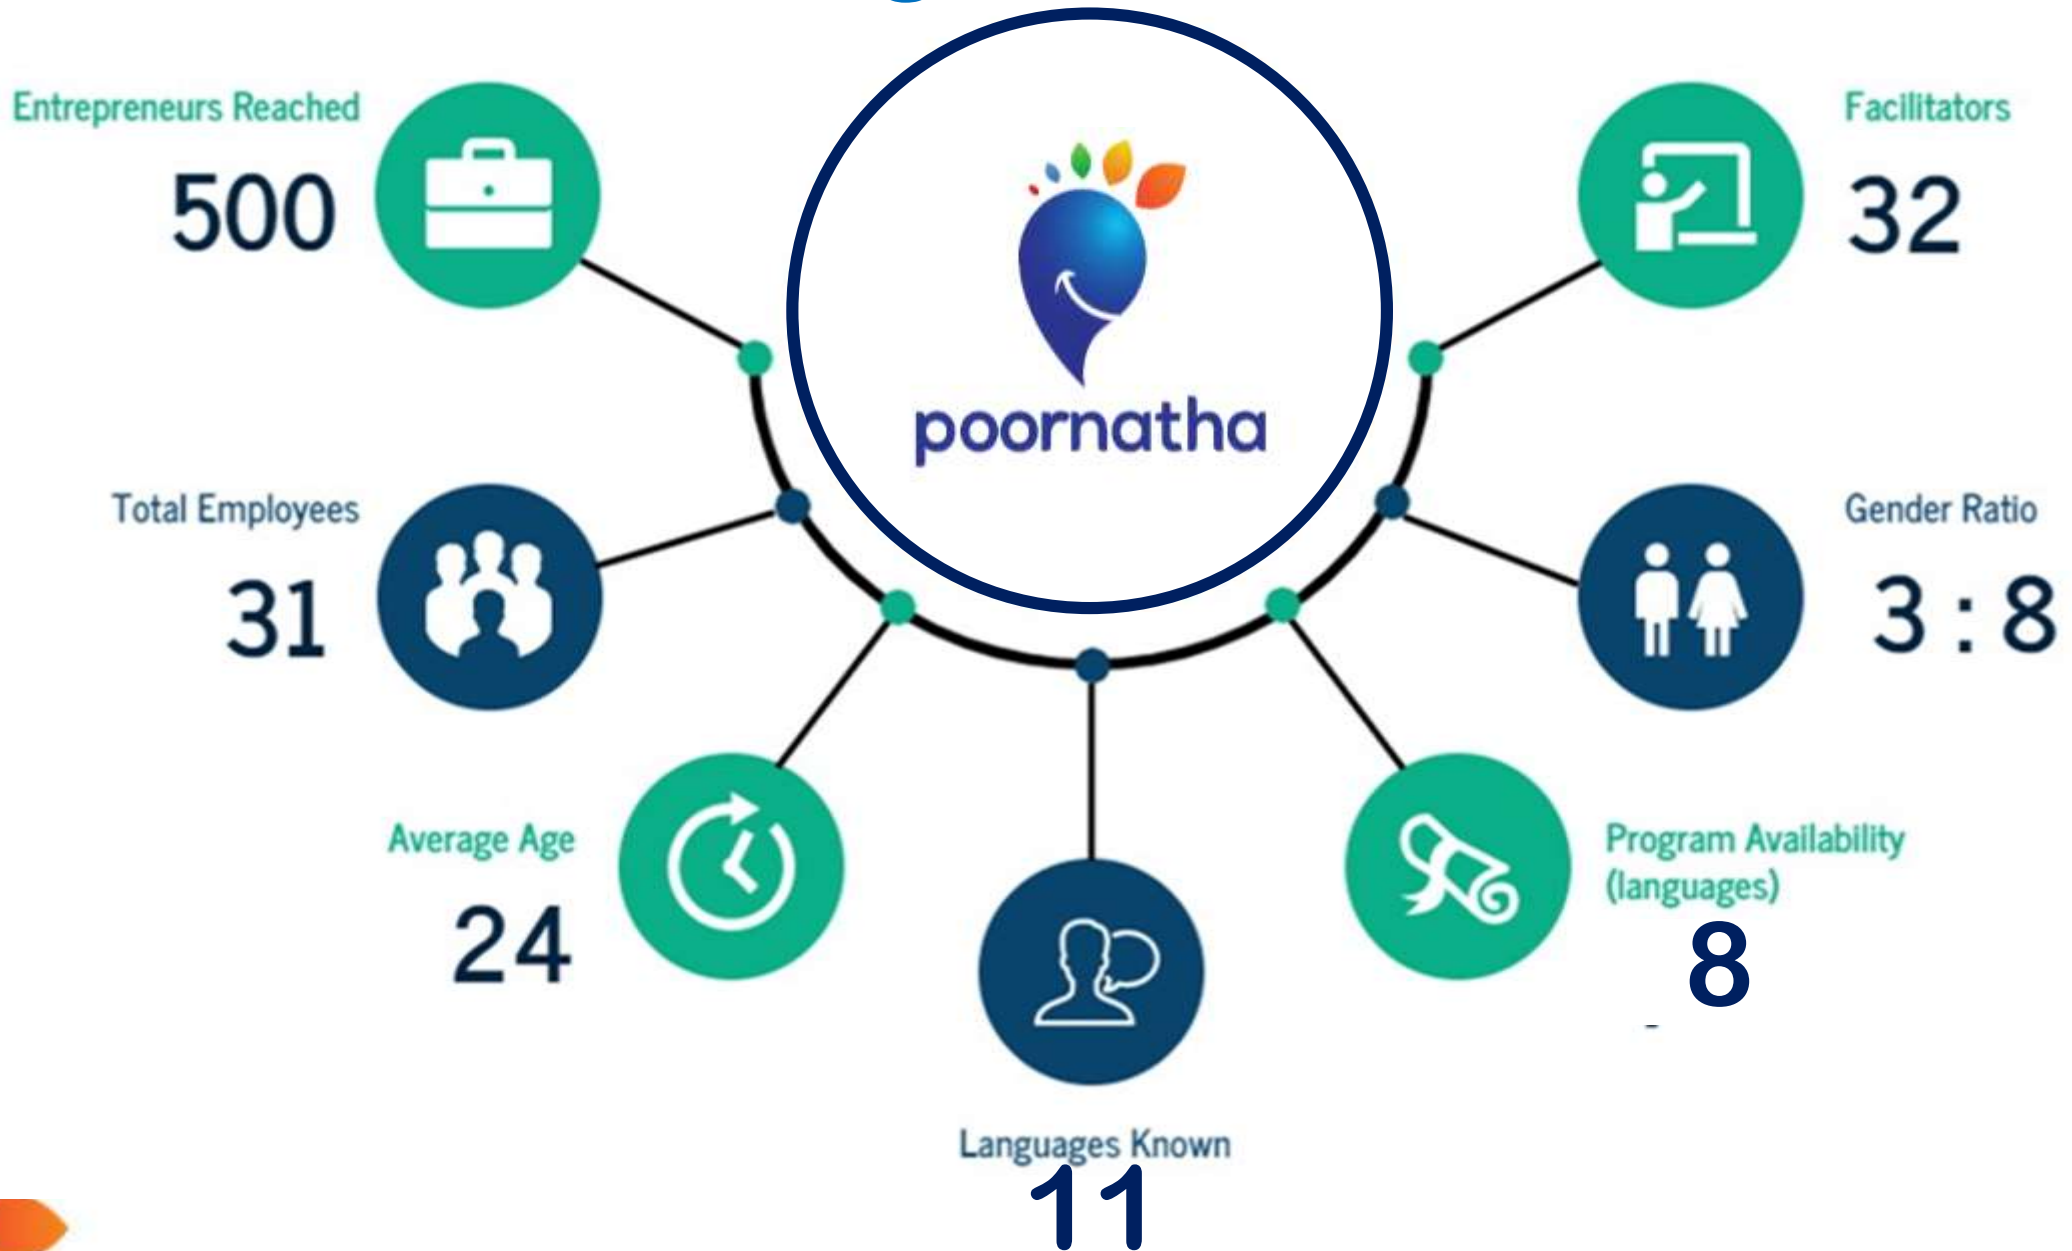 Entrepreneurs Reached
500
Facilitators
32
poornatha
Total Employees
31
Gender Ratio
3 : 8
Average Age
24
Program Availability
(languages)
8
Languages Known
11